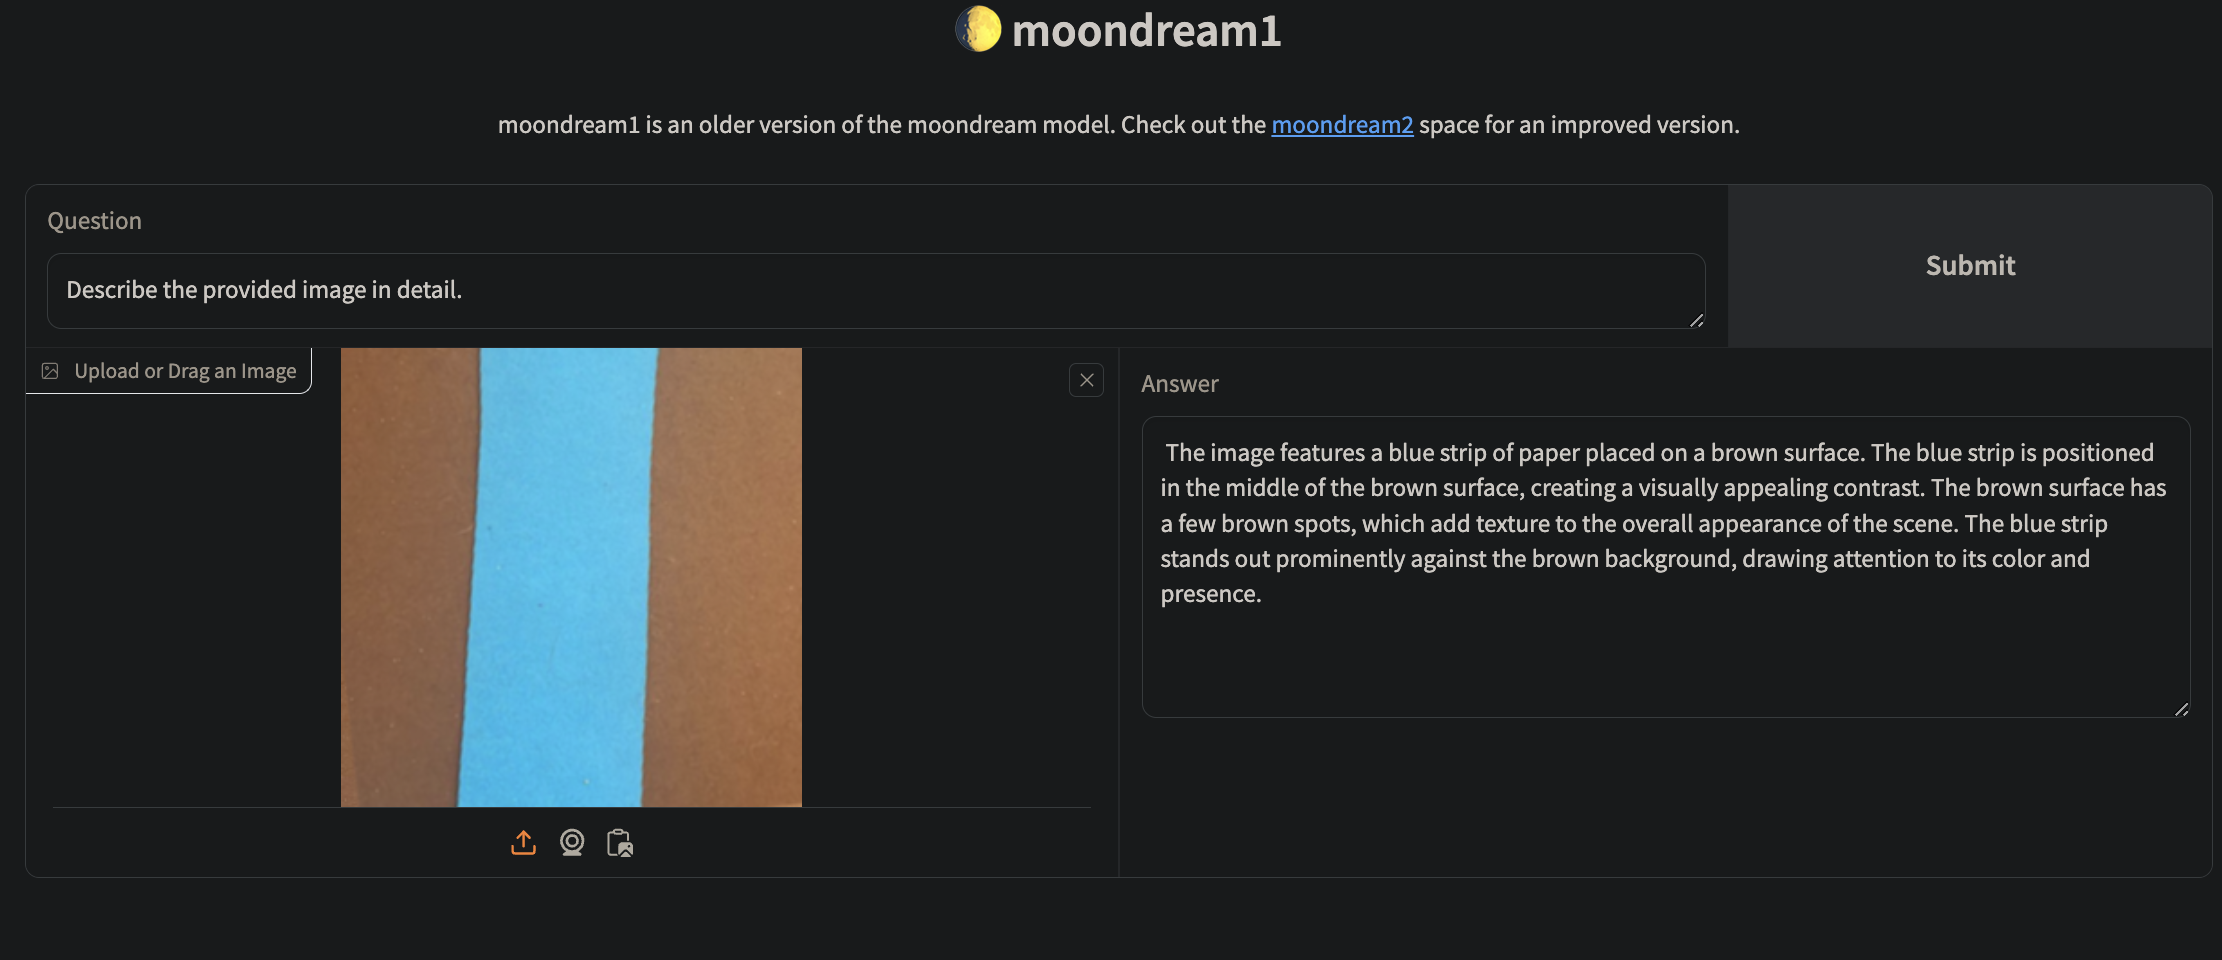 moondream1
moondream1 is an older version of the moondream model. Check out the moondream2 space for an improved version.
Question
Submit
Describe the provided image in detail.
Upload or Drag an Image
Answer
The image features a blue strip of paper placed on a brown surface. The blue strip is positioned
in the middle of the brown surface, creating a visually appealing contrast. The brown surface has
a few brown spots, which add texture to the overall appearance of the scene. The blue strip
stands out prominently against the brown background, drawing attention to its color and
presence.